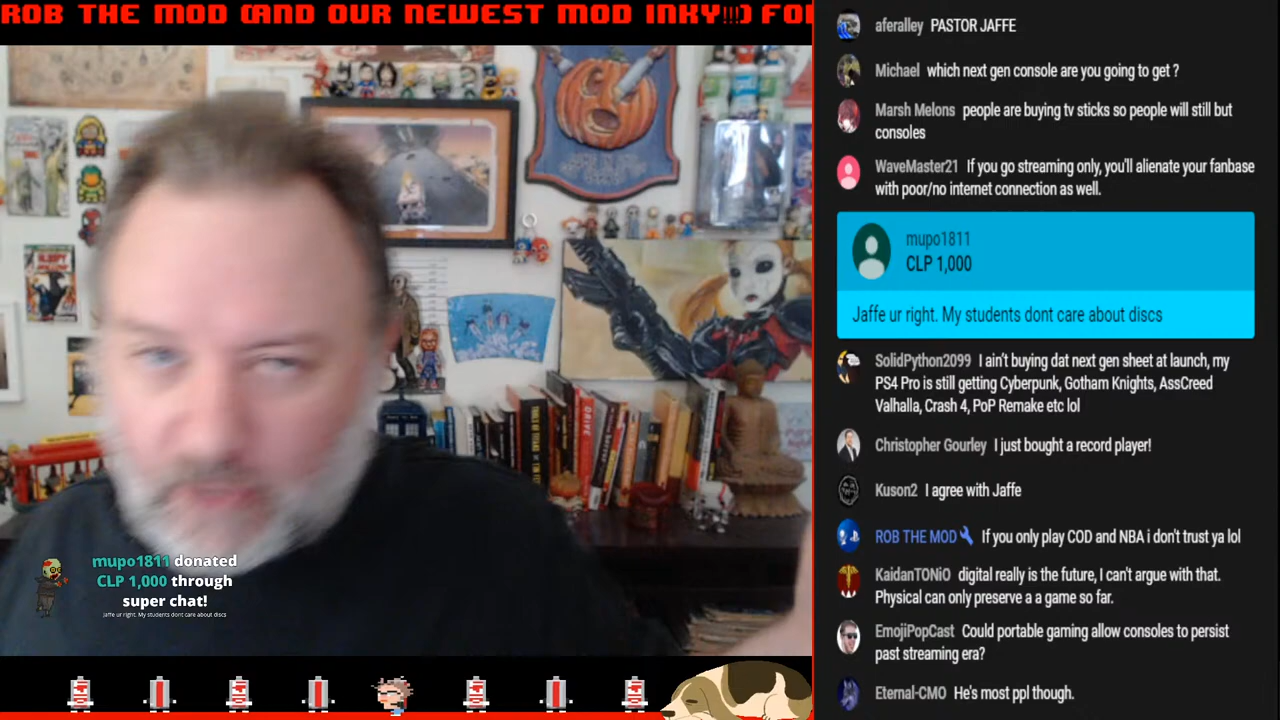 ROB THE MOD (AND OUR NEWEST MOD INKY!!!) FO
aferalley PASTOR JAFFE
Michael which next gen console are you going to get ?
Marsh Melons people are buying tv sticks so people will still but
consoles
WaveMaster21 If you go streaming only, you'll alienate your fanbase
with poor/no internet connection as well.
mupo1811
CLP 1,000
Jaffe ur right. My students dont care about discs
SolidPython2099 I ain't buying dat next gen sheet at launch, my
PS4 Pro is still getting Cyberpunk, Gotham Knights, AssCreed
Valhalla, Crash 4, PoP Remake etc lol
Christopher Gourley I just bought a record player!
Kuson2 I agree with Jaffe
ROB THE MOD If you only play COD and NBA i don't trust ya lol
KaidanTONiO digital really is the future, I can't argue with that.
Physical can only preserve a a game so far.
EmojiPopCast Could portable gaming allow consoles to persist
past streaming era?
Eternal-CMO He's most ppl though.
DRIVE
mupo1811 donated
CLP 1,000 through
super chat!
Jaffe ur right. My students dont care about discs